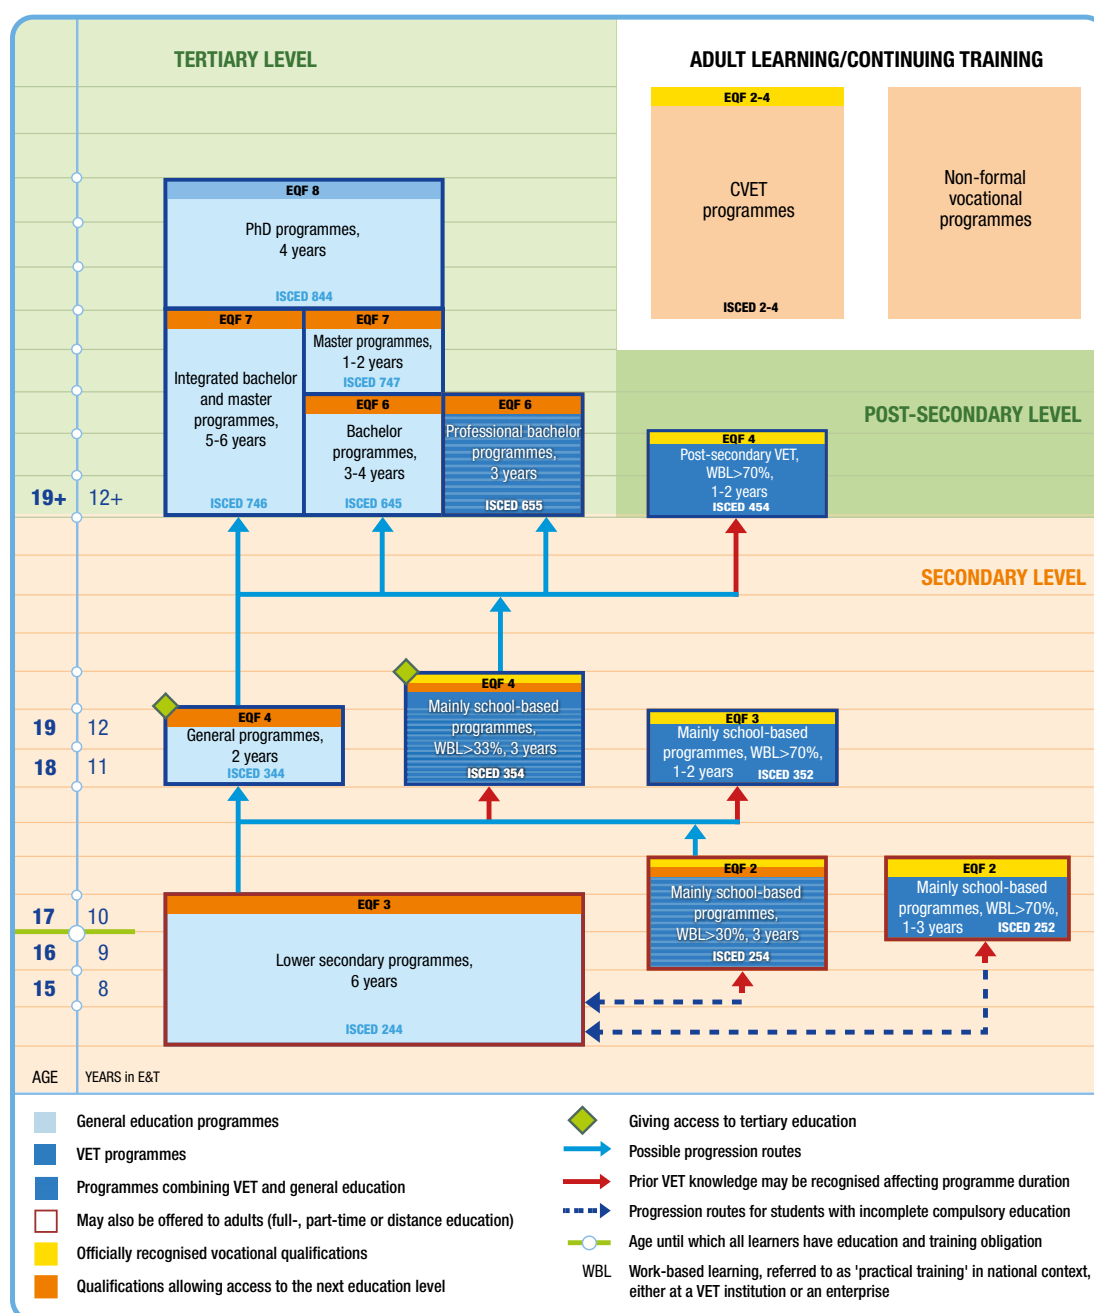 TERTIARY LEVEL
ADULT LEARNING/CONTINUING TRAINING
EQF 2-4
CVET
programmes
ISCED 2-4
Non-formal
vocational
programmes
EQF 8
PhD programmes,
4 years
ISCED 844
EQF 7
Integrated bachelor
and master
programmes,
5-6 years
ISCED 746
EQF 7
Master programmes,
1-2 years
ISCED 747
EQF 6
Bachelor
programmes,
3-4 years
ISCED 645
EQF 6
Professional bachelor
programmes,
3 years
ISCED 655
POST-SECONDARY LEVEL
EQF 4
Post-secondary VET,
WBL>70%,
1-2 years
ISCED 454
19+ 12+
SECONDARY LEVEL
EQF 4
General programmes,
2 years
ISCED 344
EQF 4
Mainly school-based
programmes,
WBL>33%, 3 years
ISCED 354
EQF 3
Mainly school-based
programmes, WBL>70%,
1-2 years ISCED 352
19 12
18 11
EQF 3
Lower secondary programmes,
6 years
ISCED 244
EQF 2
Mainly school-based
programmes,
WBL>30%, 3 years
ISCED 254
EQF 2
Mainly school-based
programmes, WBL>70%,
1-3 years ISCED 252
17 10
16 9
15 8
AGE YEARS in E&T
General education programmes
VET programmes
Programmes combining VET and general education
May also be offered to adults (full-, part-time or distance education)
Officially recognised vocational qualifications
Qualifications allowing access to the next education level
Giving access to tertiary education
Possible progression routes
Prior VET knowledge may be recognised affecting programme duration
Progression routes for students with incomplete compulsory education
Age until which all learners have education and training obligation
WBL Work-based learning, referred to as 'practical training' in national context,
either at a VET institution or an enterprise